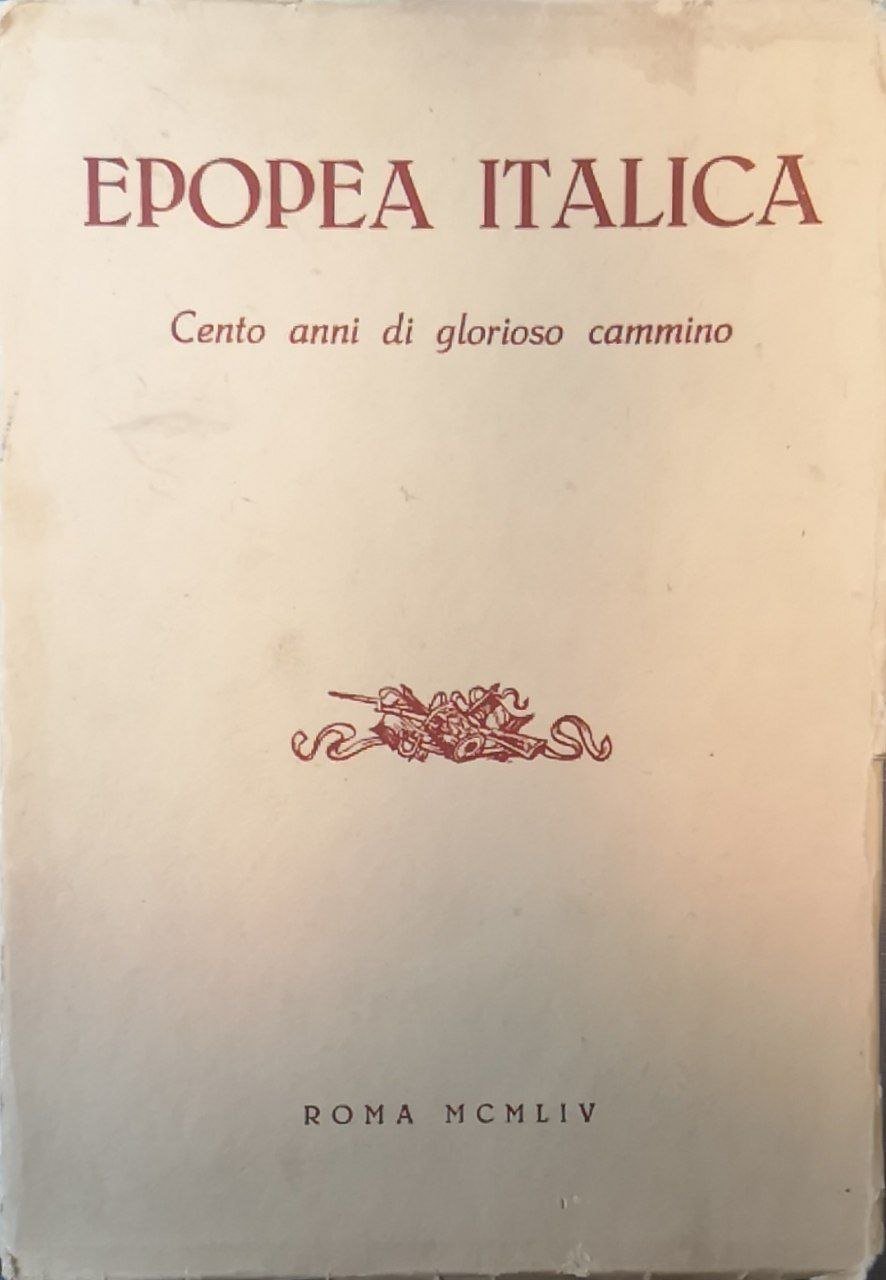 EPOPEA ITALICA
Cento anni di glorioso cammino
ROMA MCMLIV